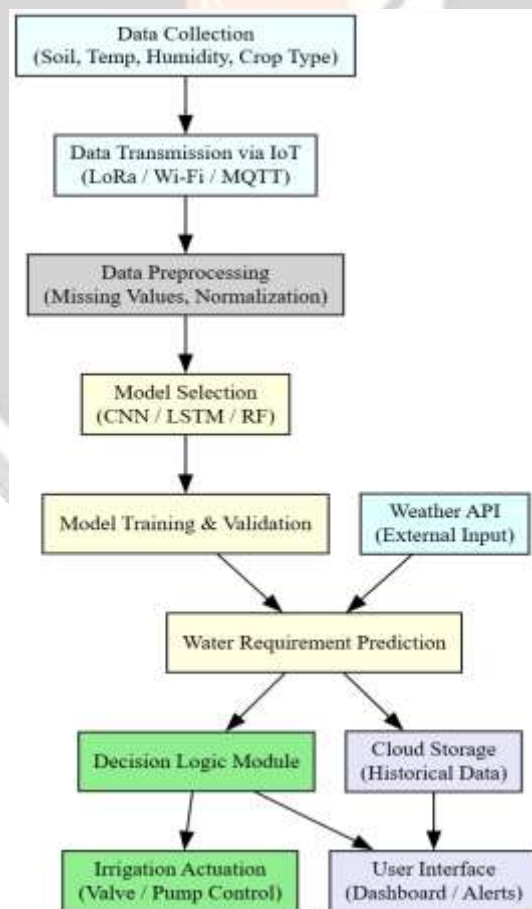 Data Collection
(Soil, Temp, Humidity, Crop Type)
Data Transmission via IoT
(LoRa / Wi-Fi / MQTT)
Data Preprocessing
(Missing Values, Normalization)
Model Selection
(CNN / LSTM / RF)
Model Training & Validation
Weather API
(External Input)
Water Requirement Prediction
Decision Logic Module
Cloud Storage
(Historical Data)
Irrigation Actuation
(Valve / Pump Control)
User Interface
(Dashboard / Alerts)